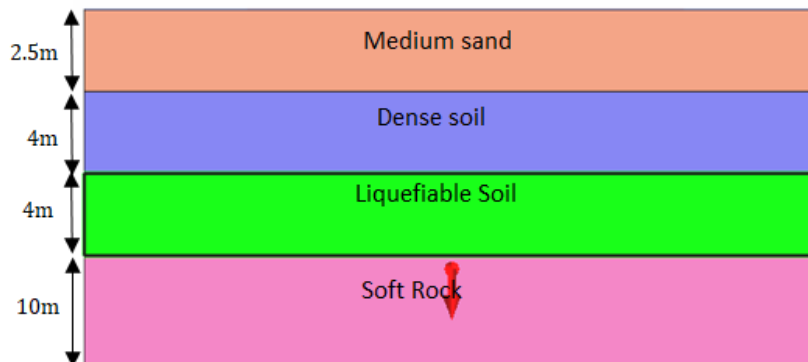 Medium sand
2.5m
Dense soil
4m
Liquefiable Soil
4m
Soft Rock
10m